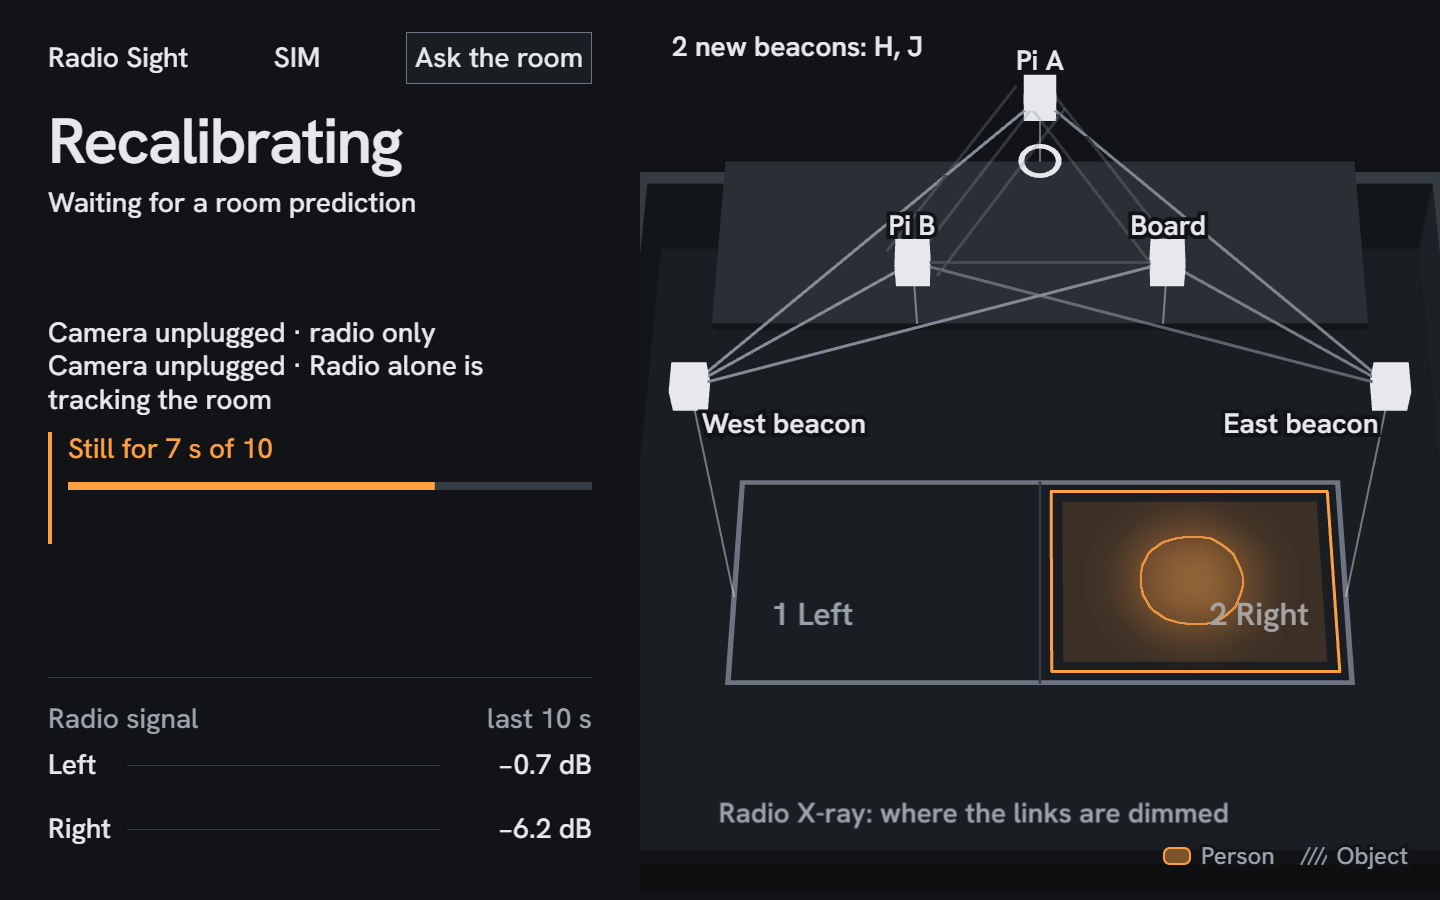 Radio Sight
SIM
Ask the room
Recalibrating
Waiting for a room prediction
Camera unplugged · radio only
Camera unplugged · Radio alone is
tracking the room
Still for 7 s of 10
Radio signal
last 10 s
Left
−0.7 dB
Right
−6.2 dB
2 new beacons: H, J
Pi A
Pi B
Board
West beacon
East beacon
1 Left
2 Right
Radio X-ray: where the links are dimmed
Person
Object